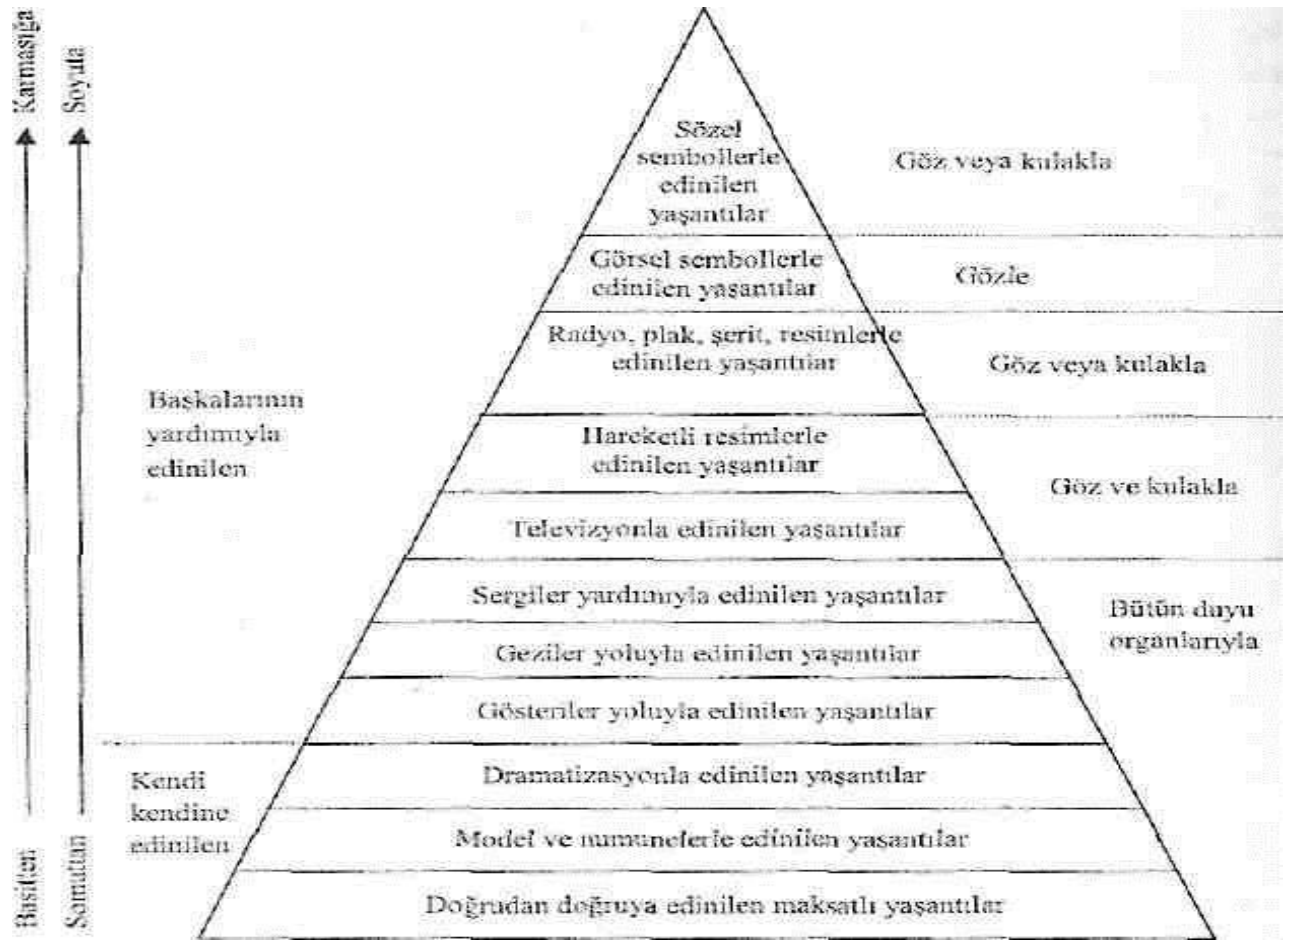 Karmaşığa
Soyuta
Sözel
sembollerle
edinilen
yaşantılar
Göz veya kulakla
Görsel sembollerle
edinilen yaşantılar
Gözle
Radyo, plak, şerit, resimlerle
edinilen yaşantılar
Göz veya kulakla
Başkalarının
yardımıyla
edinilen
Hareketli resimlerle
edinilen yaşantılar
Göz ve kulakla
Televizyonla edinilen yaşantılar
Sergiler yardımıyla edinilen yaşantılar
Bütün duyu
organlarıyla
Geziler yoluyla edinilen yaşantılar
Gösteriler yoluyla edinilen yaşantılar
Kendi
kendine
edinilen
Dramatizasyonla edinilen yaşantılar
Model ve numunelerle edinilen yaşantılar
Doğrudan doğruya edinilen maksatlı yaşantılar
Basitten
Somuttan